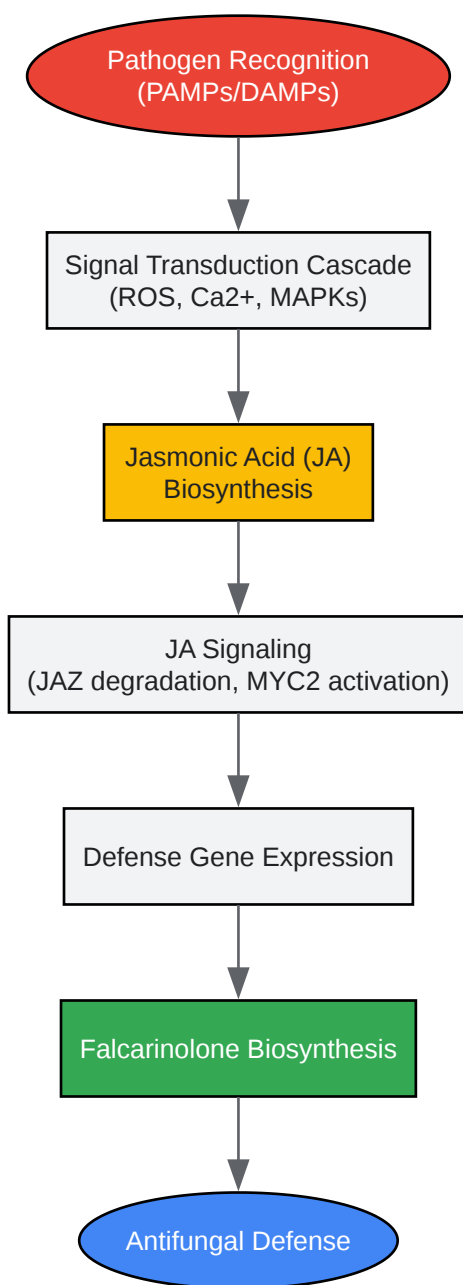 Pathogen Recognition
(PAMPs/DAMPs)
Signal Transduction Cascade
(ROS, Ca2+, MAPKs)
Jasmonic Acid (JA)
Biosynthesis
JA Signaling
(JAZ degradation, MYC2 activation)
Defense Gene Expression
Falcarinolone Biosynthesis
Antifungal Defense